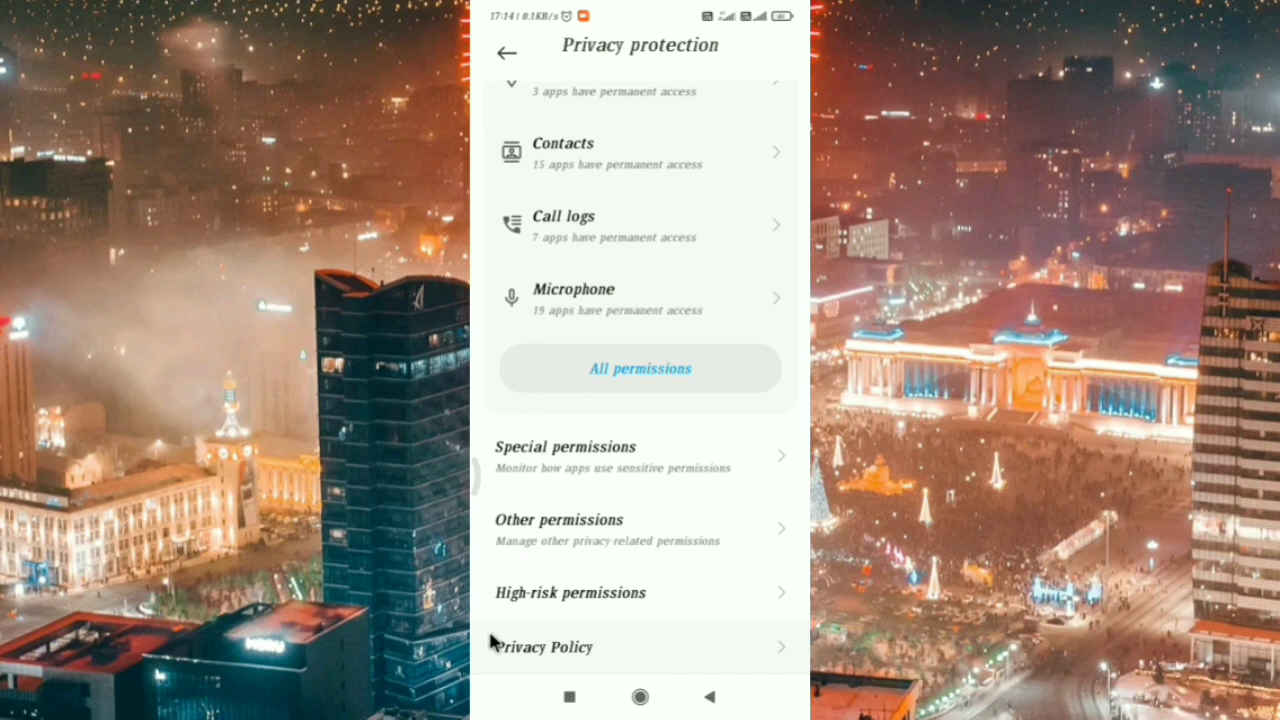 17:14 | 0.1KB/s
Privacy protection
3 apps have permanent access
Contacts
15 apps have permanent access
Call logs
7 apps have permanent access
Microphone
19 apps have permanent access
All permissions
Special permissions
Monitor how apps use sensitive permissions
Other permissions
Manage other privacy-related permissions
High-risk permissions
Privacy Policy